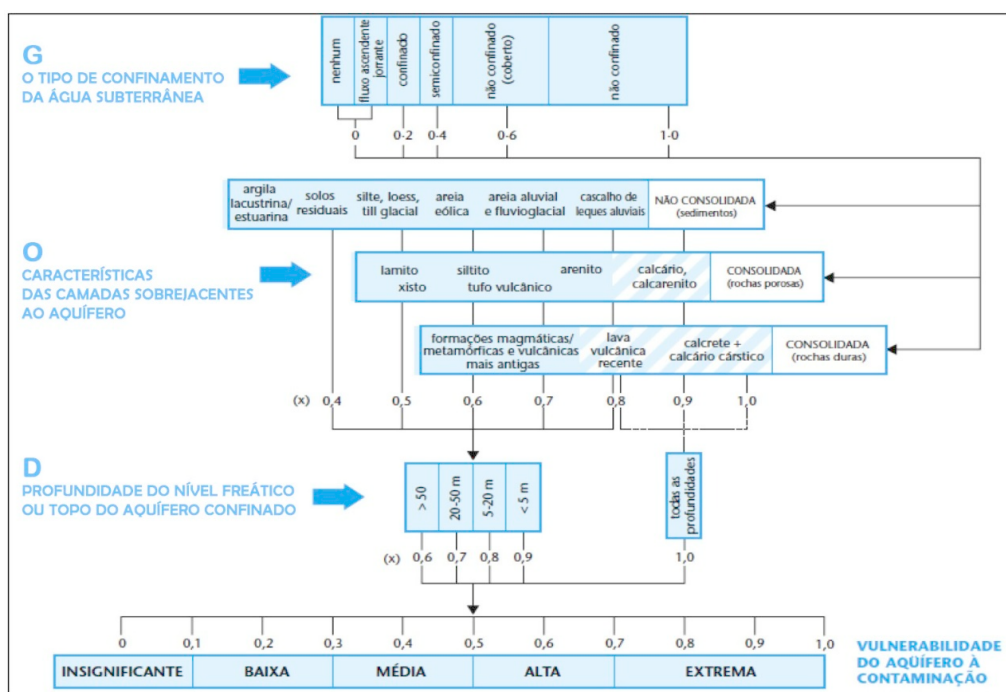 G
O TIPO DE CONFINAMENTO
DA ÁGUA SUBTERRÂNEA
nenhum
fluxo ascendente
jorrante
confinado
semiconfinado
não confinado
(coberto)
não confinado
0
0-2
0-4
0-6
1-0
argila
lacustrina/
estuarina
solos
residuais
silte, loess,
till glacial
areia
eólica
areia aluvial
e fluvioglacial
cascalho de
leques aluviais
NÃO CONSOLIDADA
(sedimentos)
O
CARACTERÍSTICAS
DAS CAMADAS SOBREJACENTES
AO AQUÍFERO
lamito
xisto
siltito
tufo vulcânico
arenito
calcário,
calcarenito
CONSOLIDADA
(rochas porosas)
formações magmáticas/
metamórficas e vulcânicas
mais antigas
lava
vulcânica
recente
calcrete +
calcário cárstico
CONSOLIDADA
(rochas duras)
(x) 0,4 0,5 0,6 0,7 0,8 0,9 1,0
D
PROFUNDIDADE DO NÍVEL FREÁTICO
OU TOPO DO AQUÍFERO CONFINADO
> 50
20-50 m
5-20 m
< 5 m
todas as
profundidades
(x) 0,6 0,7 0,8 0,9 1,0
0 0,1 0,2 0,3 0,4 0,5 0,6 0,7 0,8 0,9 1,0
INSIGNIFICANTE BAIXA MÉDIA ALTA EXTREMA
VULNERABILIDADE
DO AQÜÍFERO À
CONTAMINAÇÃO